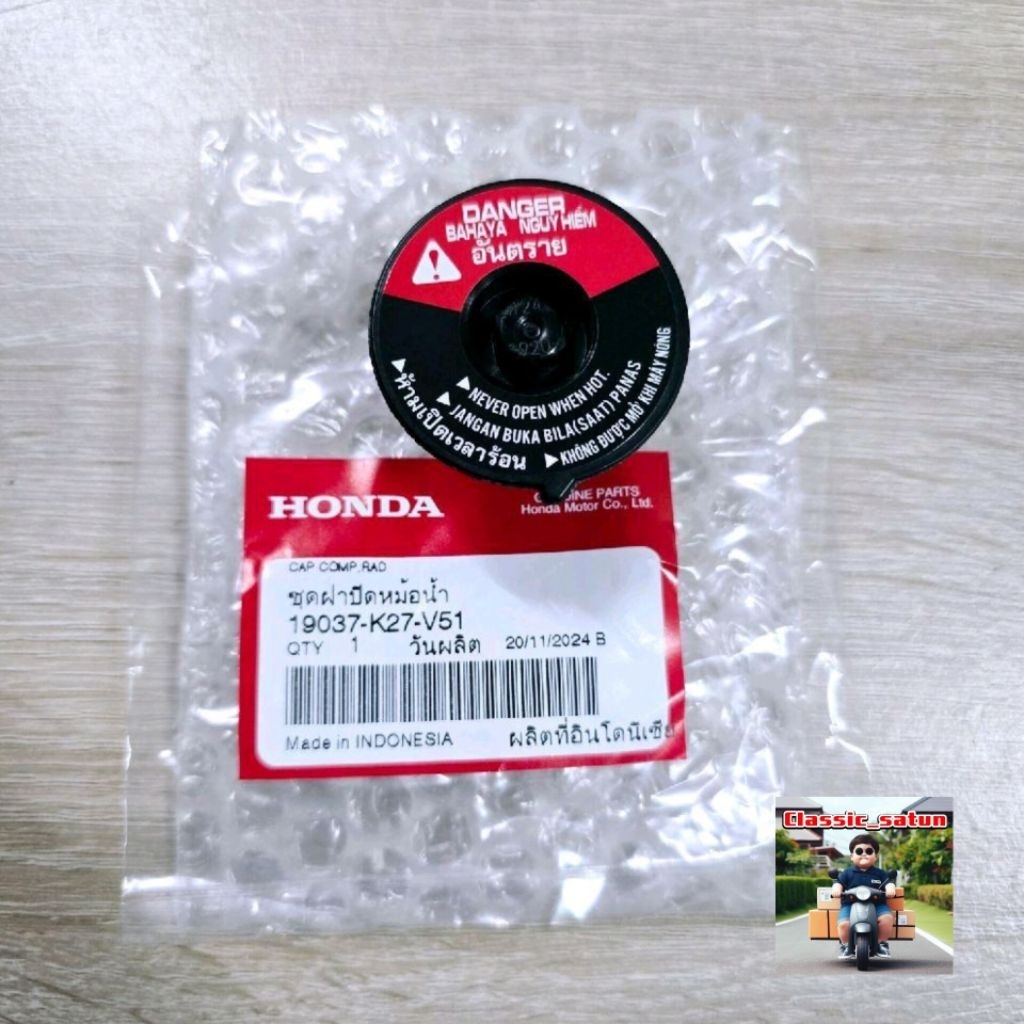 DANGER
BAHAYA NGUY HIỂM
อันตราย
NEVER OPEN WHEN HOT.
JANGAN BUKA BILA(SAAT) PANAS
KHÔNG ĐƯỢC MỞ KHI MÁY NÓNG
ห้ามเปิดเวลาร้อน
HONDA
PARTS
Honda Motor Co., Ltd.
CAP COMP,RAD
ชุดฝาปิดหม้อน้ำ
19037-K27-V51
QTY 1 วันผลิต 20/11/2024 B
Made in INDONESIA ผลิตที่อินโดนิเซีย
Classic_satun